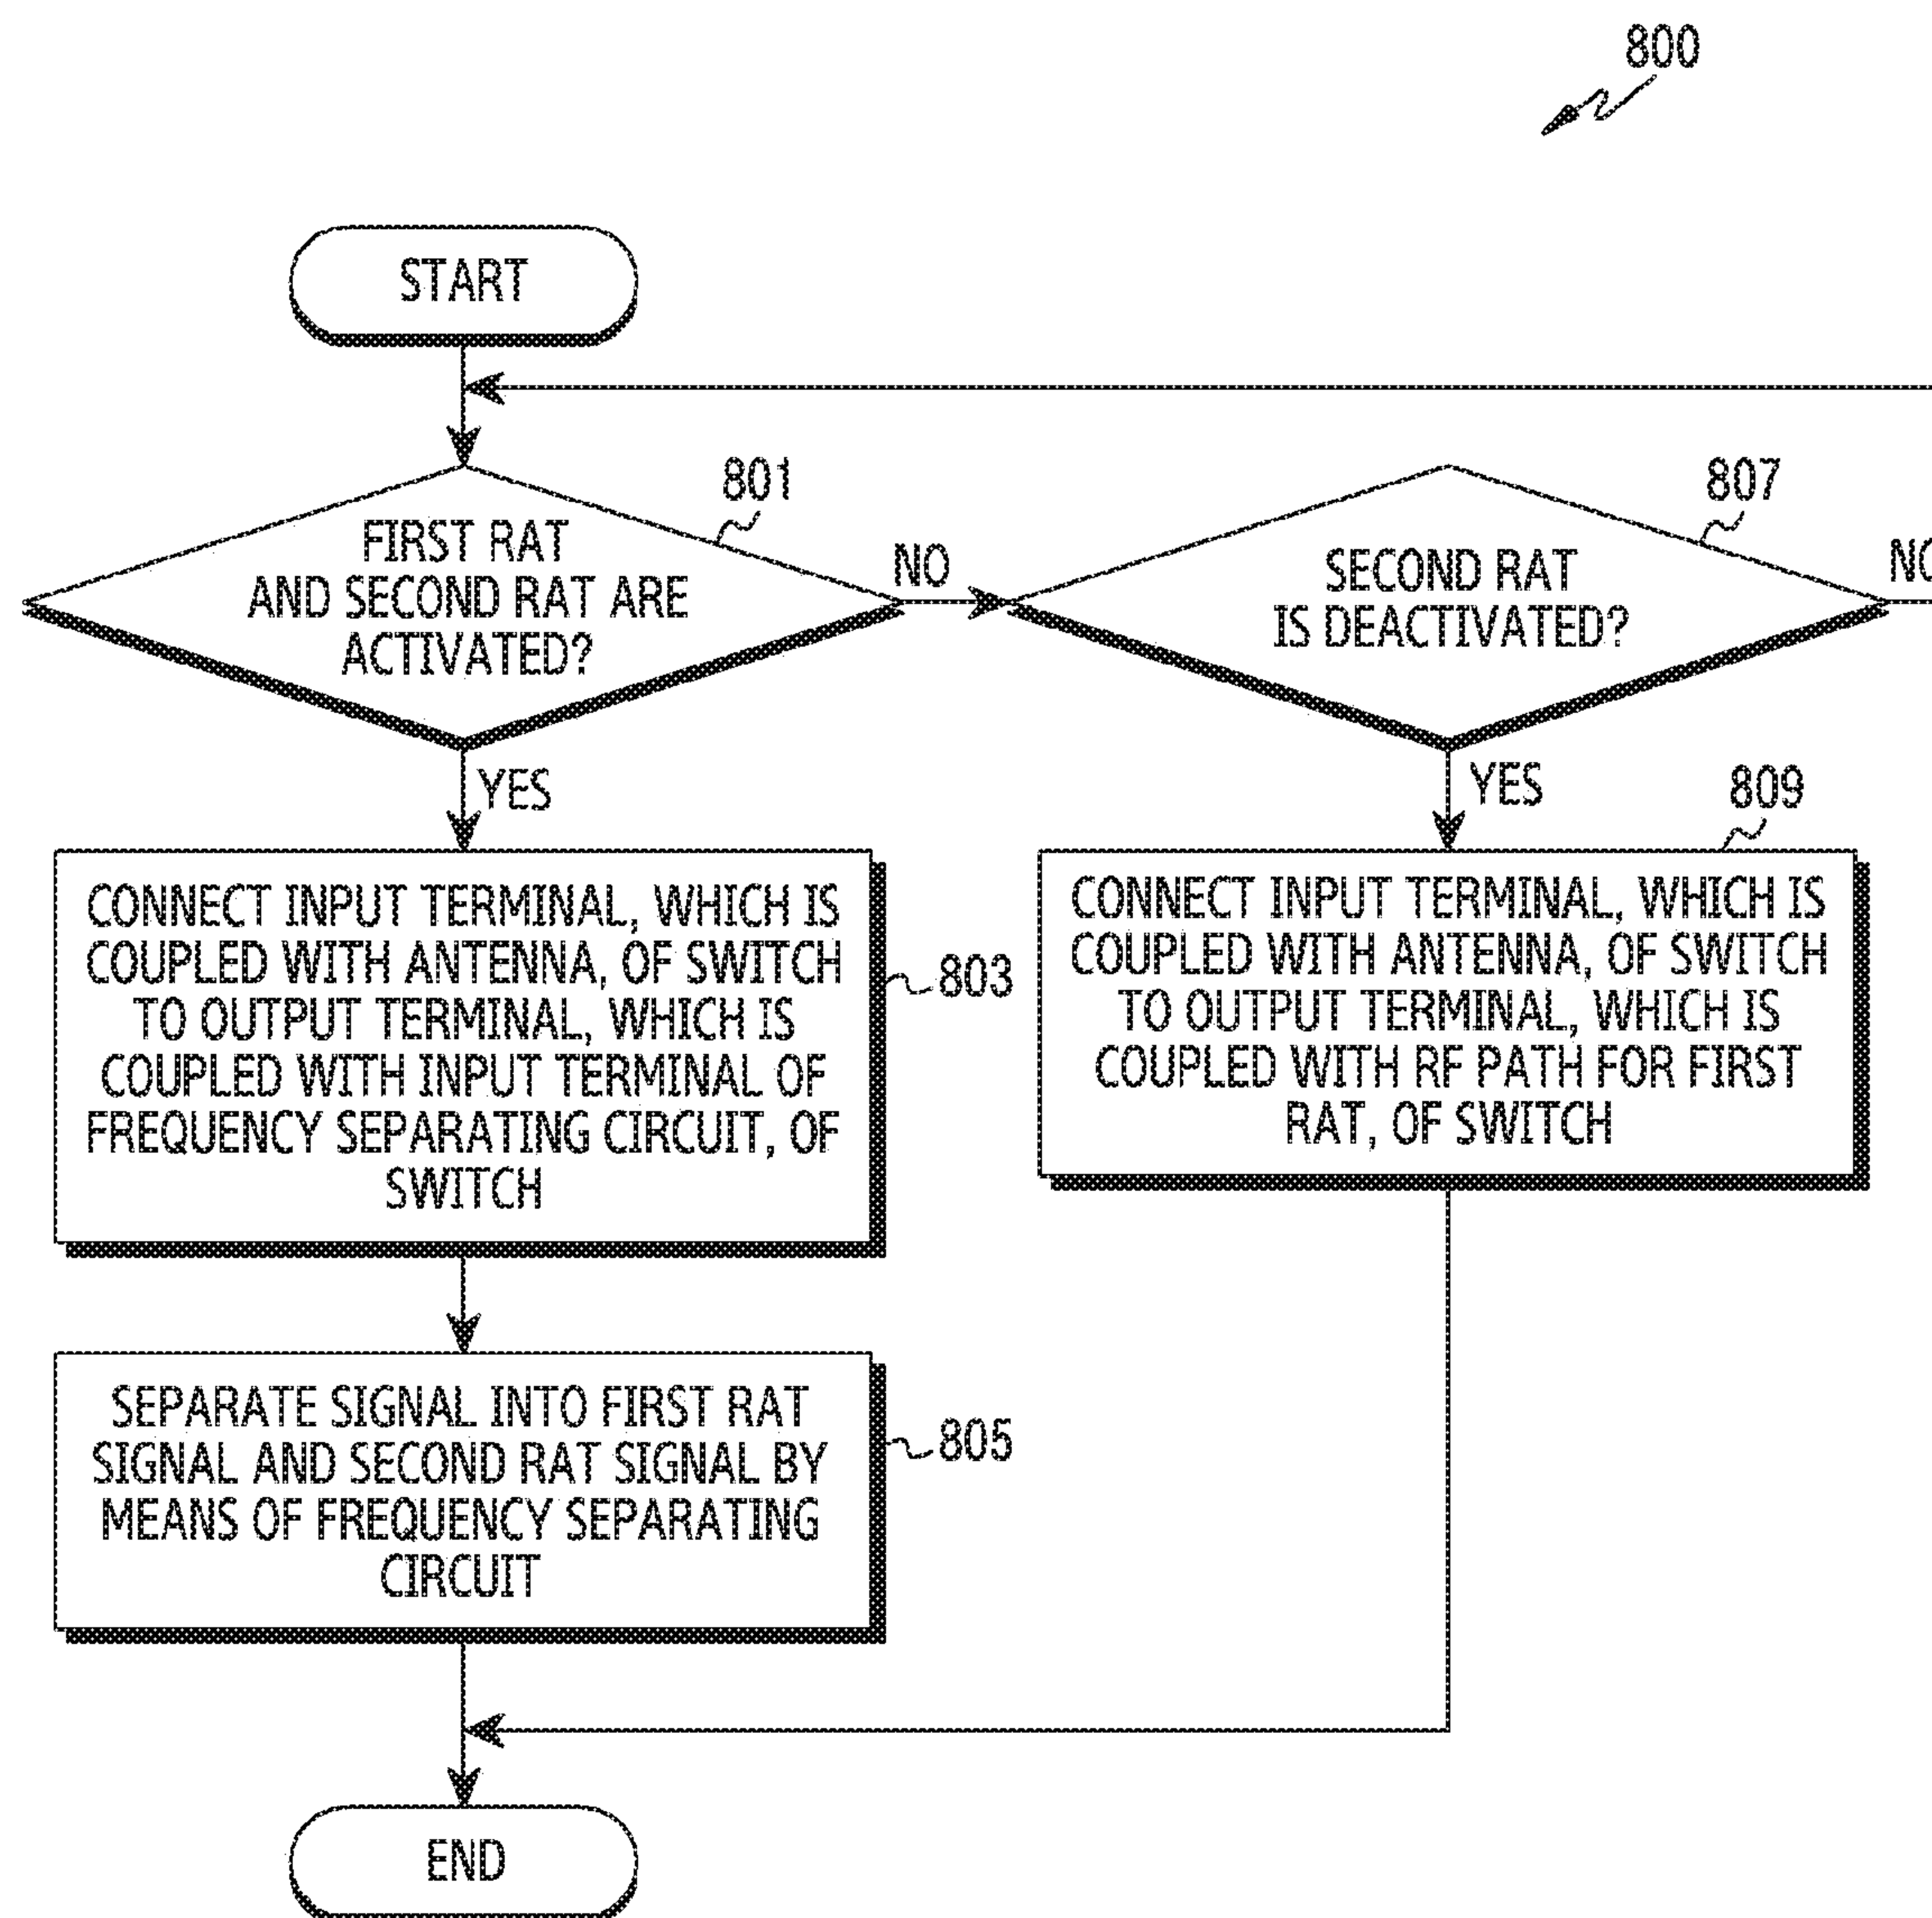 800
START
801
FIRST RAT
AND SECOND RAT ARE
ACTIVATED?
NO
807
SECOND RAT
IS DEACTIVATED?
NO
YES
YES
809
CONNECT INPUT TERMINAL, WHICH IS
COUPLED WITH ANTENNA, OF SWITCH
TO OUTPUT TERMINAL, WHICH IS
COUPLED WITH INPUT TERMINAL OF
FREQUENCY SEPARATING CIRCUIT, OF
SWITCH
803
CONNECT INPUT TERMINAL, WHICH IS
COUPLED WITH ANTENNA, OF SWITCH
TO OUTPUT TERMINAL, WHICH IS
COUPLED WITH RF PATH FOR FIRST
RAT, OF SWITCH
SEPARATE SIGNAL INTO FIRST RAT
SIGNAL AND SECOND RAT SIGNAL BY
MEANS OF FREQUENCY SEPARATING
CIRCUIT
805
END